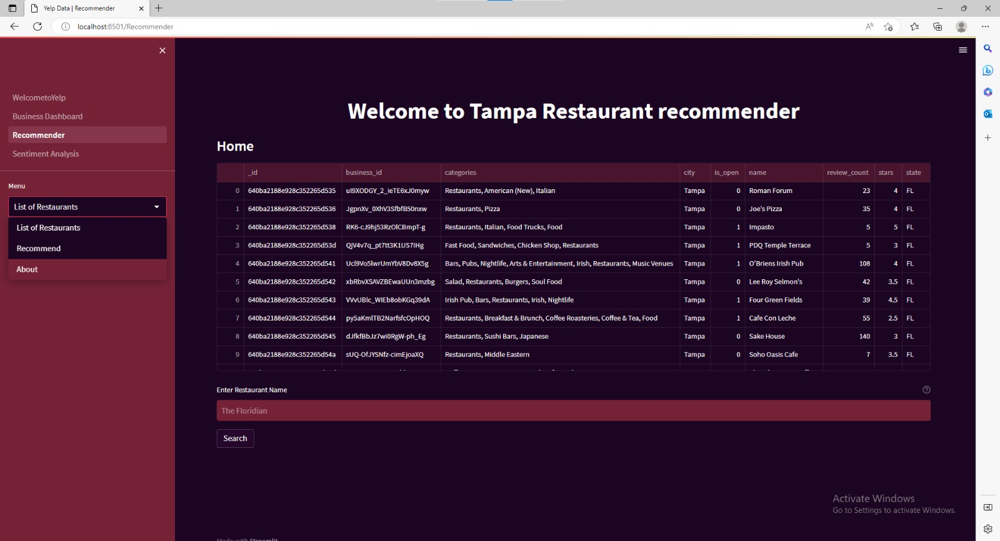 Yelp Data | Recommender
localhost:8501/Recommender
WelcometoYelp
Business Dashboard
Recommender
Sentiment Analysis
Menu
List of Restaurants
List of Restaurants
Recommend
About
Welcome to Tampa Restaurant recommender
Home
_id business_id categories city is_open name review_count stars state
0 640ba2188e928c352265d535 Restaurants, American (New), Italian Tampa 0 Roman Forum 23 4 FL
1 640ba2188e928c352265d536 JgpnXv_0XhV3SfbfB50nxw Restaurants, Pizza Tampa 0 Joe's Pizza 35 4 FL
2 640ba2188e928c352265d538 Restaurants, Italian, Food Trucks, Food Tampa 1 Impasto 5 5 FL
3 640ba2188e928c352265d53d Fast Food, Sandwiches, Chicken Shop, Restaurants Tampa 1 PDQ Temple Terrace 5 3 FL
4 640ba2188e928c352265d541 Bars, Pubs, Nightlife, Arts & Entertainment, Irish, Restaurants, Music Venues Tampa 1 O'Briens Irish Pub 108 4 FL
5 640ba2188e928c352265d542 xbRbvXSAVZBEwaUUn3mzbg Salad, Restaurants, Burgers, Soul Food Tampa 0 Lee Roy Selmon's 42 3.5 FL
6 640ba2188e928c352265d543 Irish Pub, Bars, Restaurants, Irish, Nightlife Tampa 1 Four Green Fields 39 4.5 FL
7 640ba2188e928c352265d544 Restaurants, Breakfast & Brunch, Coffee Roasteries, Coffee & Tea, Food Tampa 1 Cafe Con Leche 55 2.5 FL
8 640ba2188e928c352265d545 dJfkfBbJz7wi0RgW-ph_Eg Restaurants, Sushi Bars, Japanese Tampa 0 Sake House 140 3 FL
9 640ba2188e928c352265d54a sUQ-OfJYSNfz-cimEjoaXQ Restaurants, Middle Eastern Tampa 0 Soho Oasis Cafe 7 3.5 FL
Enter Restaurant Name
The Floridian
Search
Activate Windows
Go to Settings to activate Windows.
Made with Streamlit